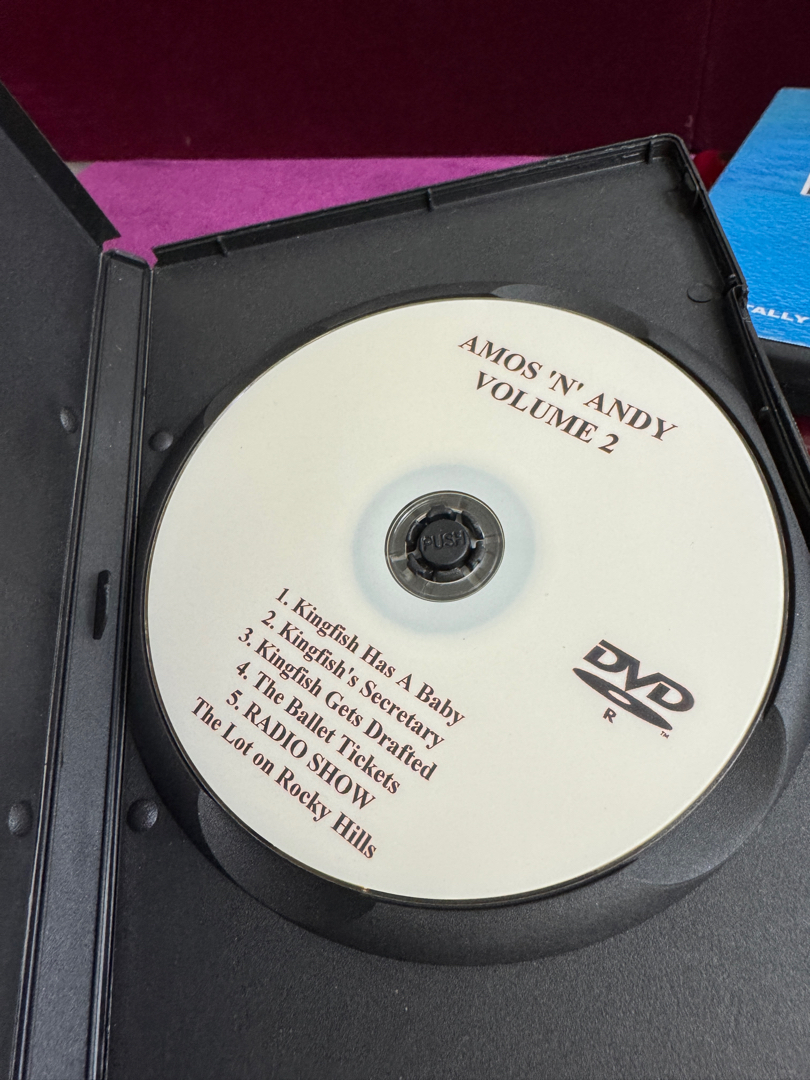 AMOS 'N' ANDY
VOLUME 2
PUSH
1. Kingfish Has A Baby
2. Kingfish's Secretary
3. Kingfish Gets Drafted
4. The Ballet Tickets
5. RADIO SHOW
The Lot on Rocky Hills
DVD
R
TM